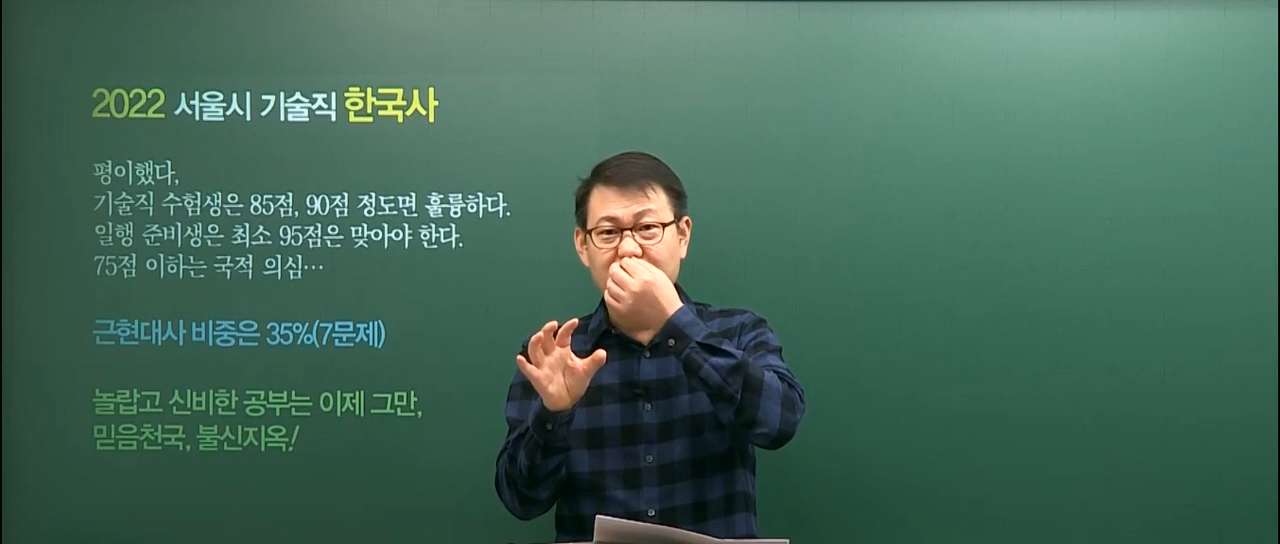 2022 서울시 기술직 한국사
평이했다,
기술직 수험생은 85점, 90점 정도면 훌륭하다.
일행 준비생은 최소 95점은 맞아야 한다.
75점 이하는 국적 의심…
근현대사 비중은 35%(7문제)
놀랍고 신비한 공부는 이제 그만,
믿음천국, 불신지옥!